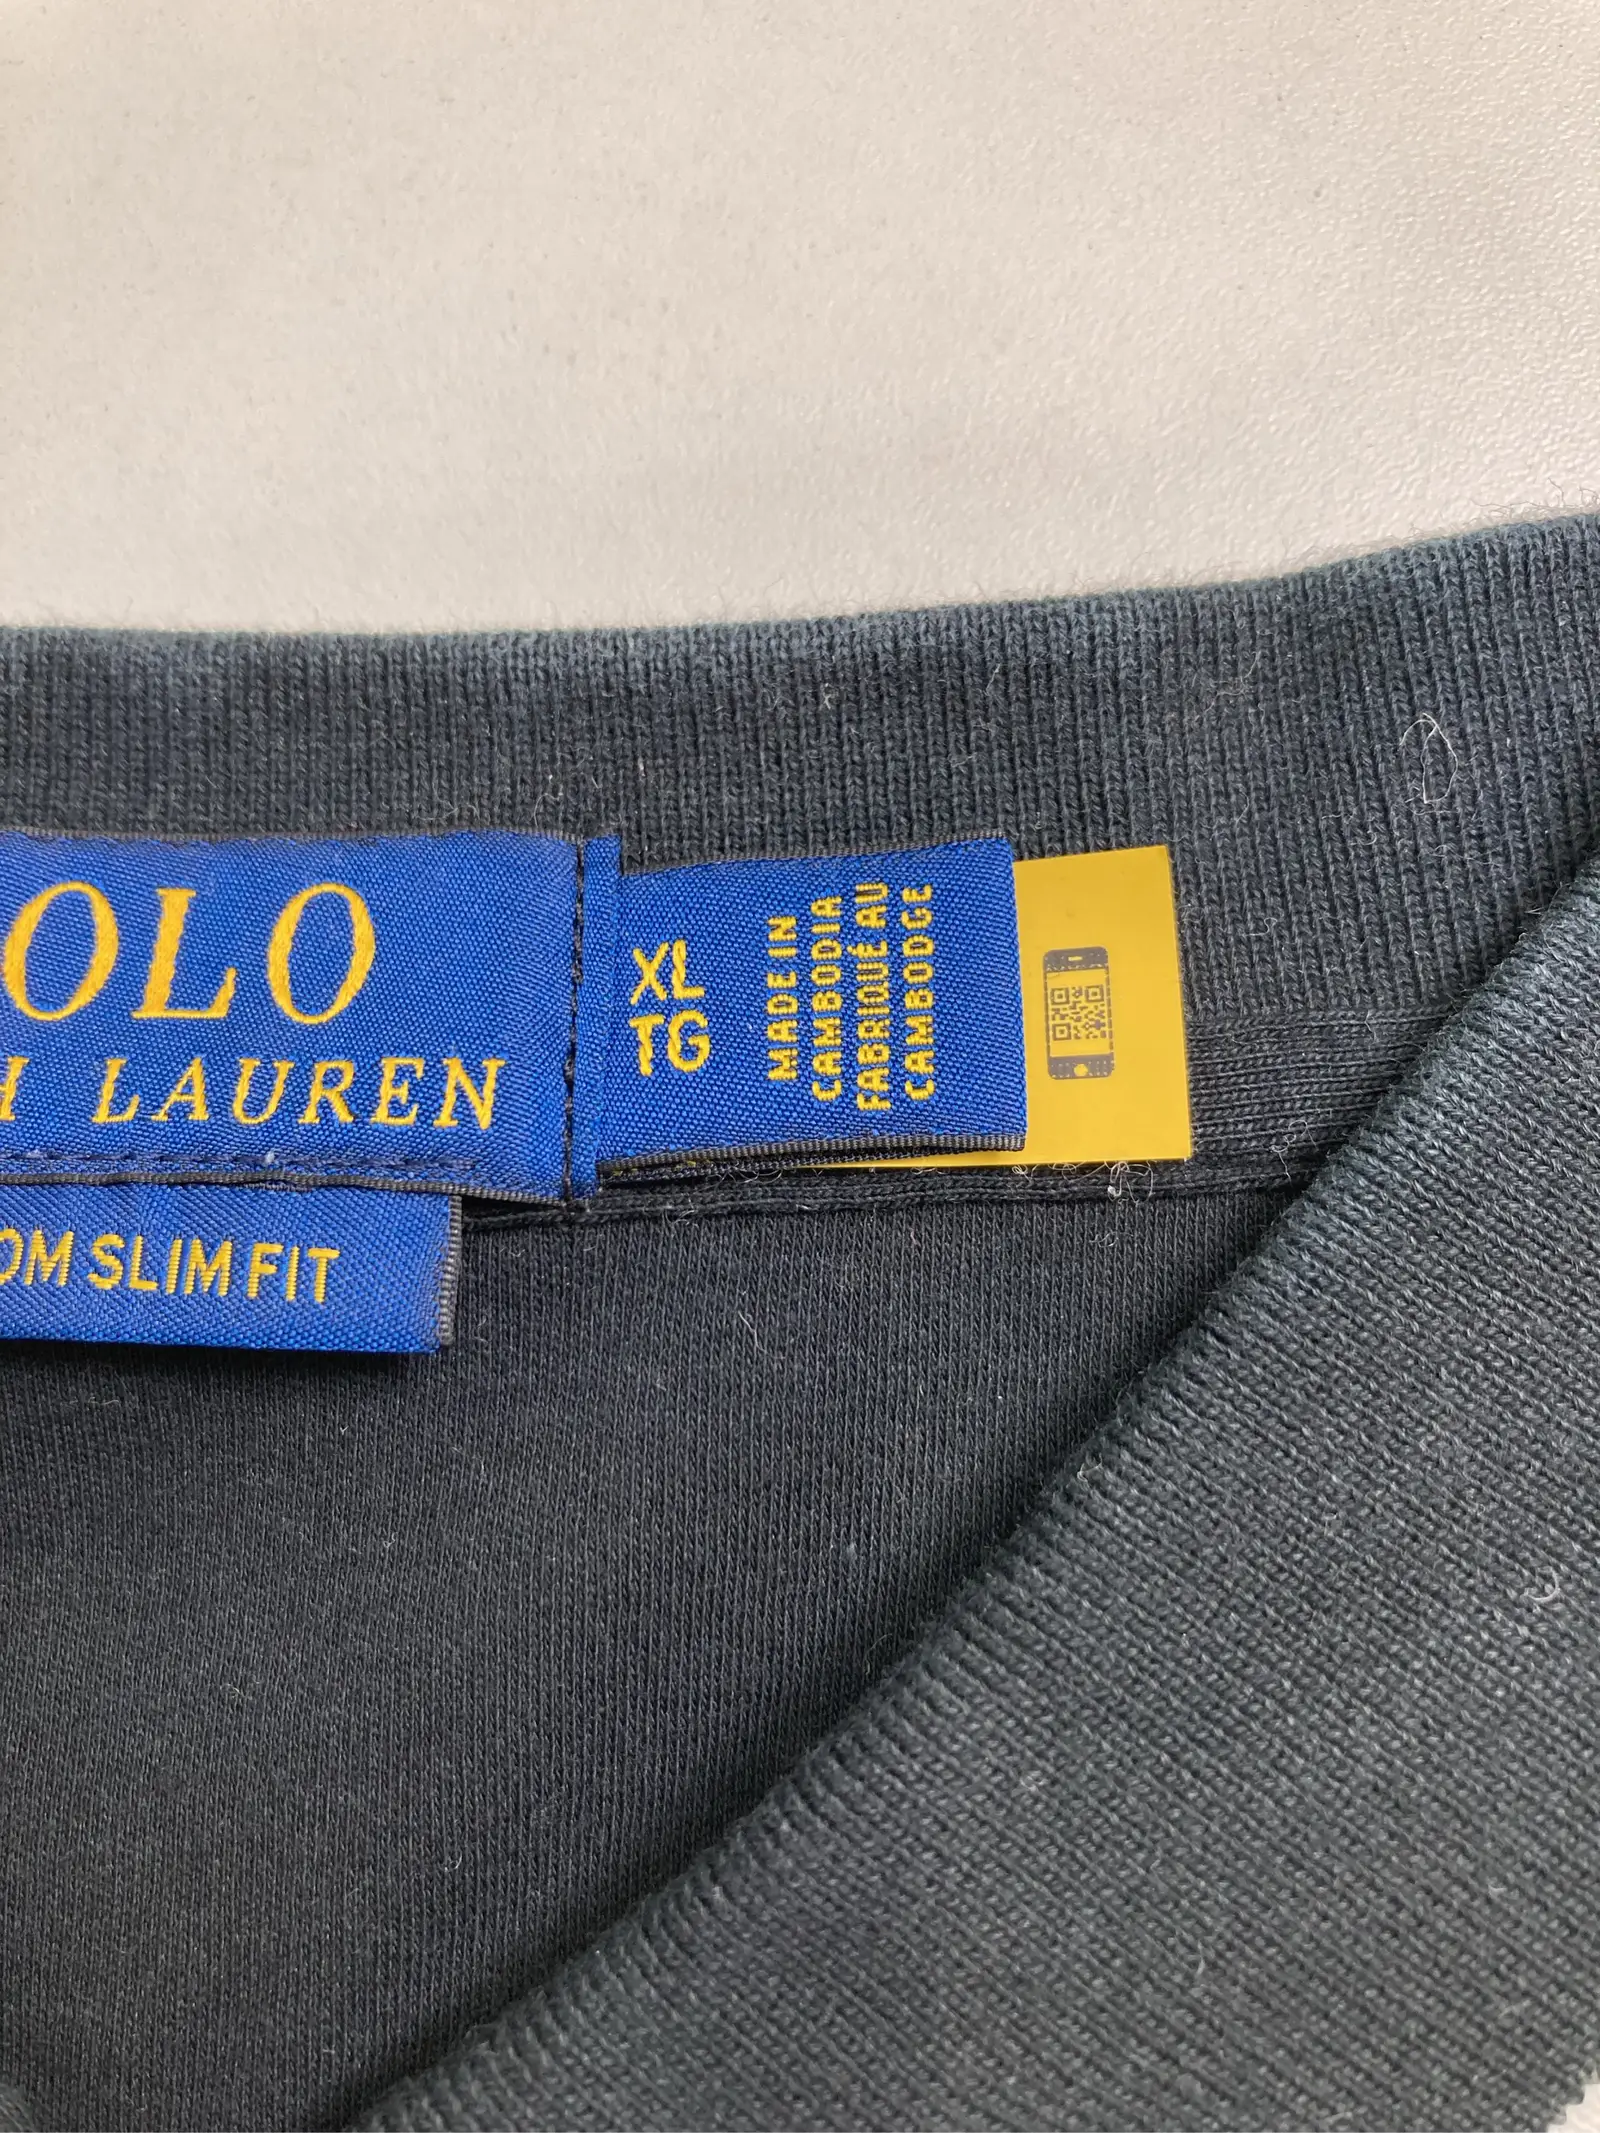 OLO
H LAUREN
OM SLIM FIT
XL
TG
MADE IN
CAMBODIA
FABRIQUÉ AU
CAMBODGE